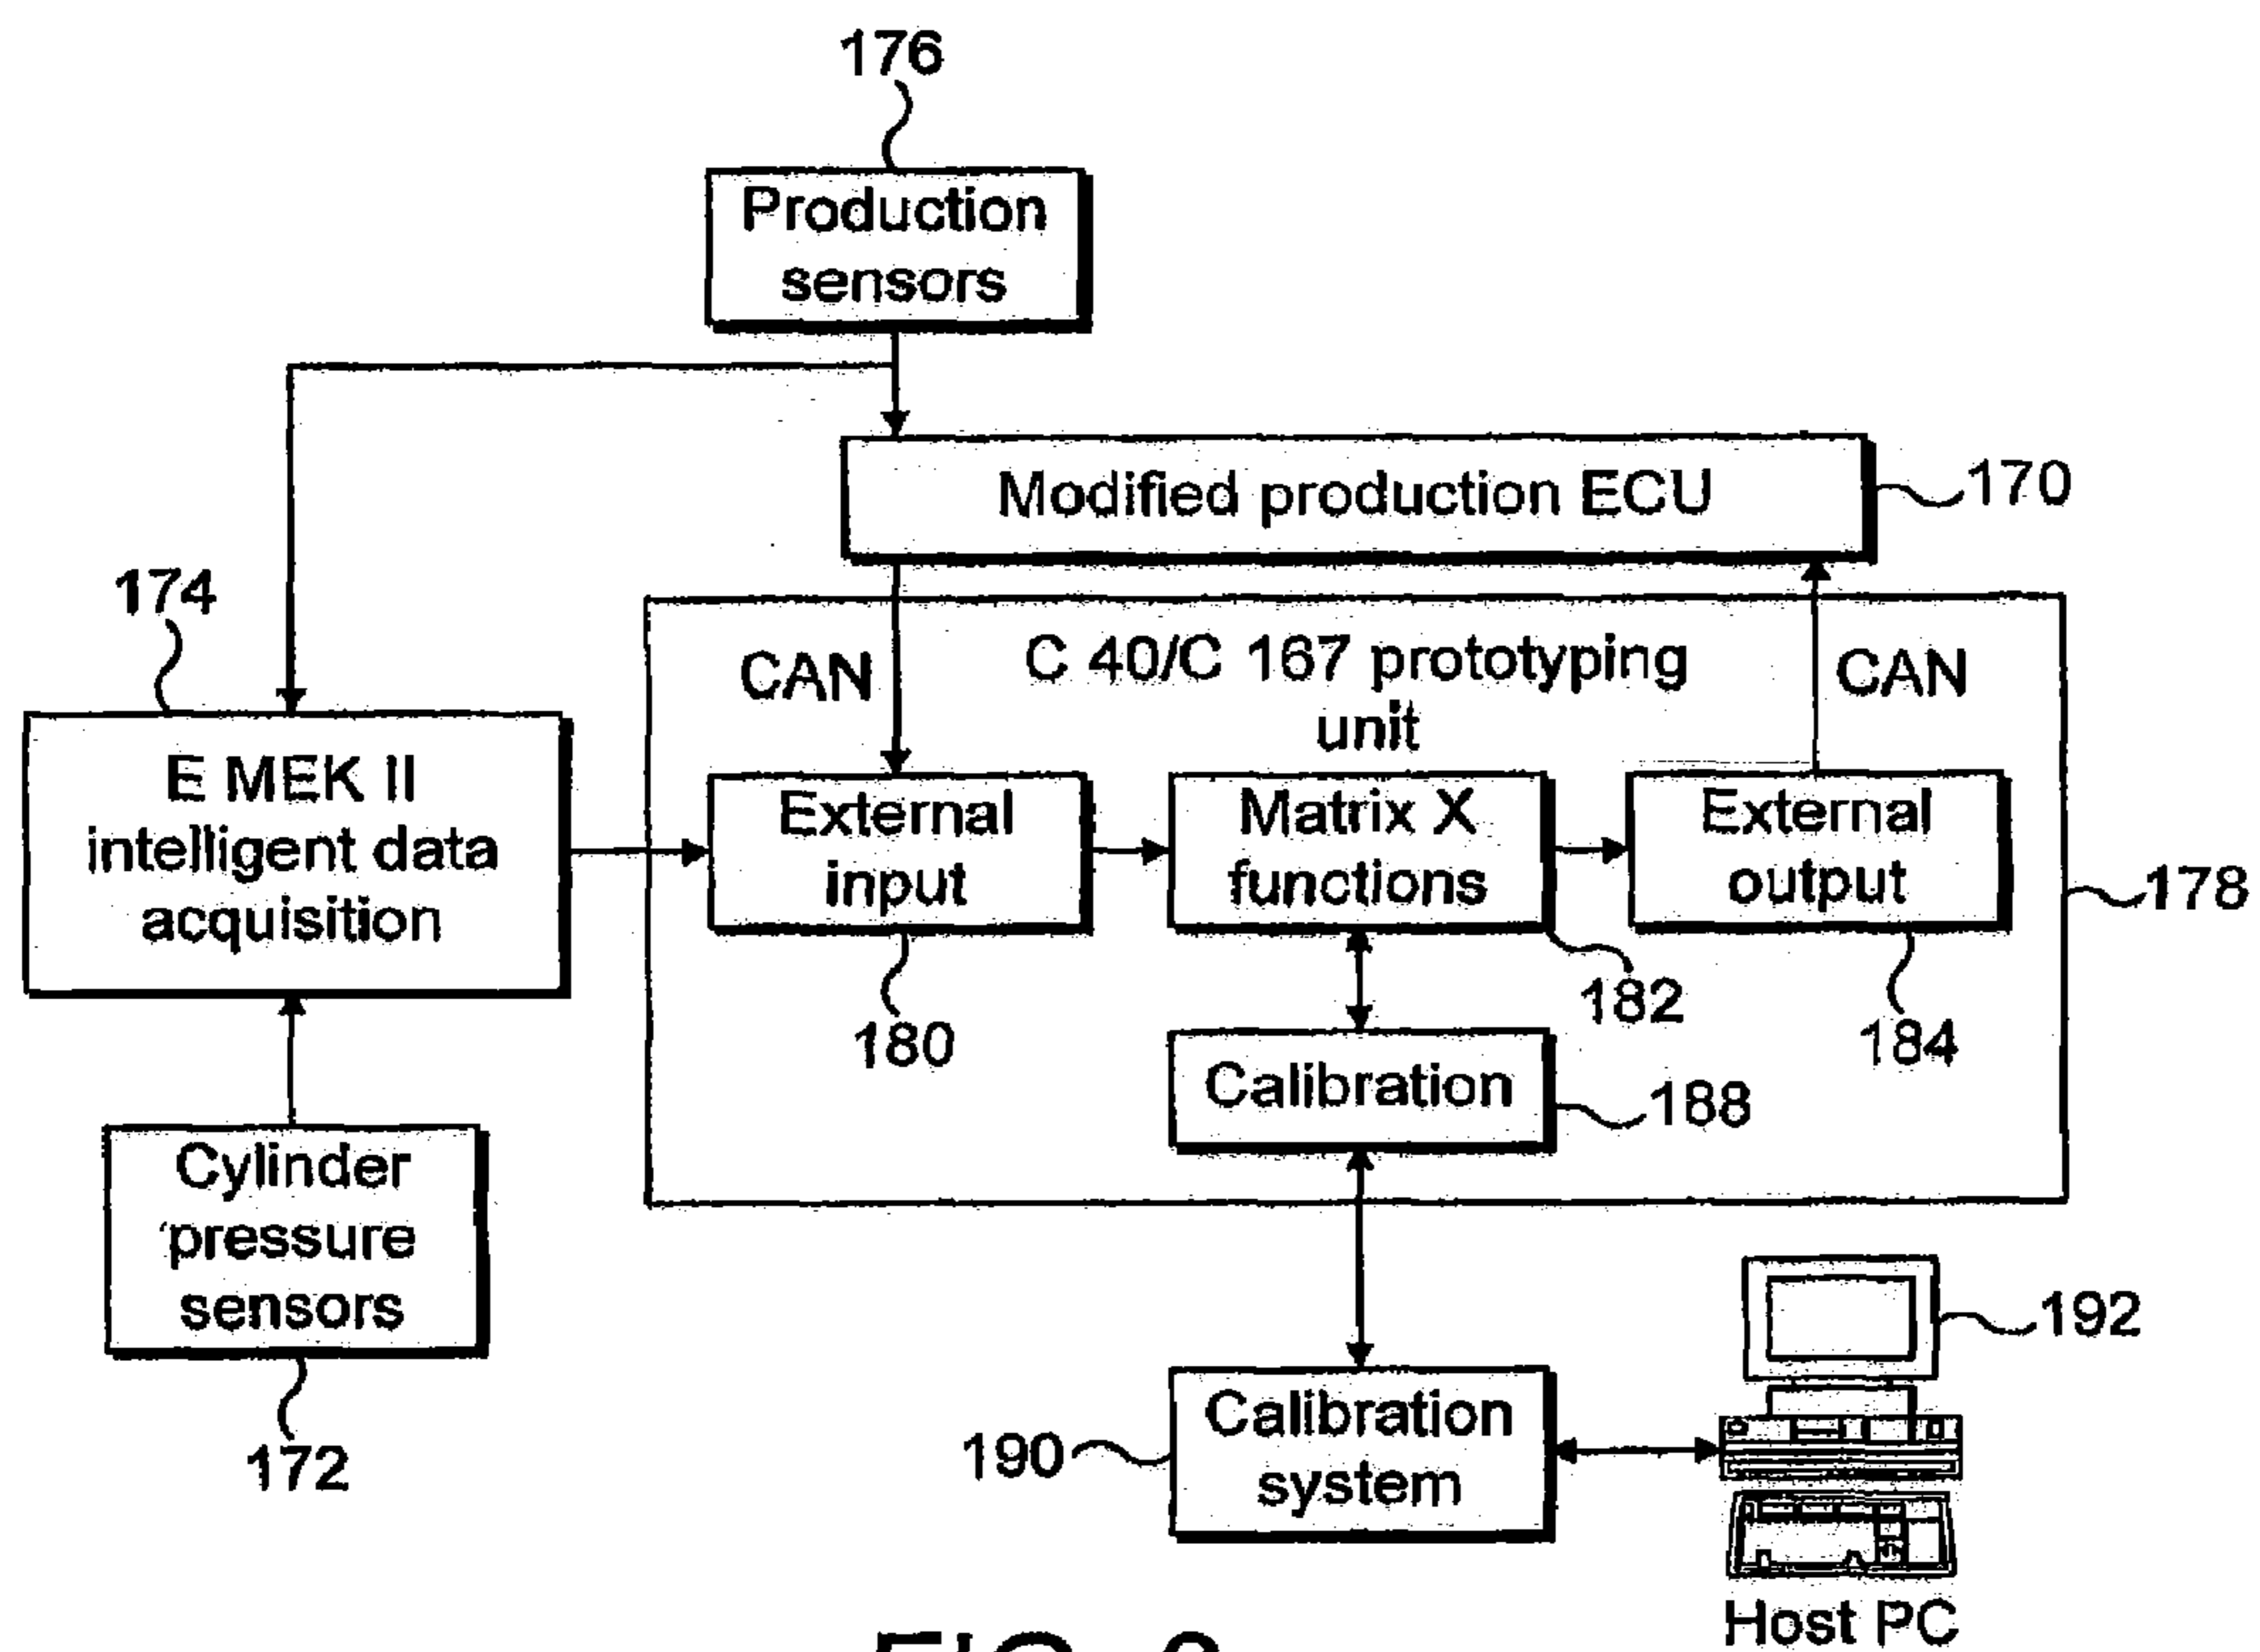 176
Production
sensors
Modified production ECU
170
174
CAN
C 40/C 167 prototyping
unit
CAN
E MEK II
intelligent data
acquisition
External
input
Matrix X
functions
External
output
178
180
182
184
Calibration
188
Cylinder
pressure
sensors
172
190
Calibration
system
192
Host PC